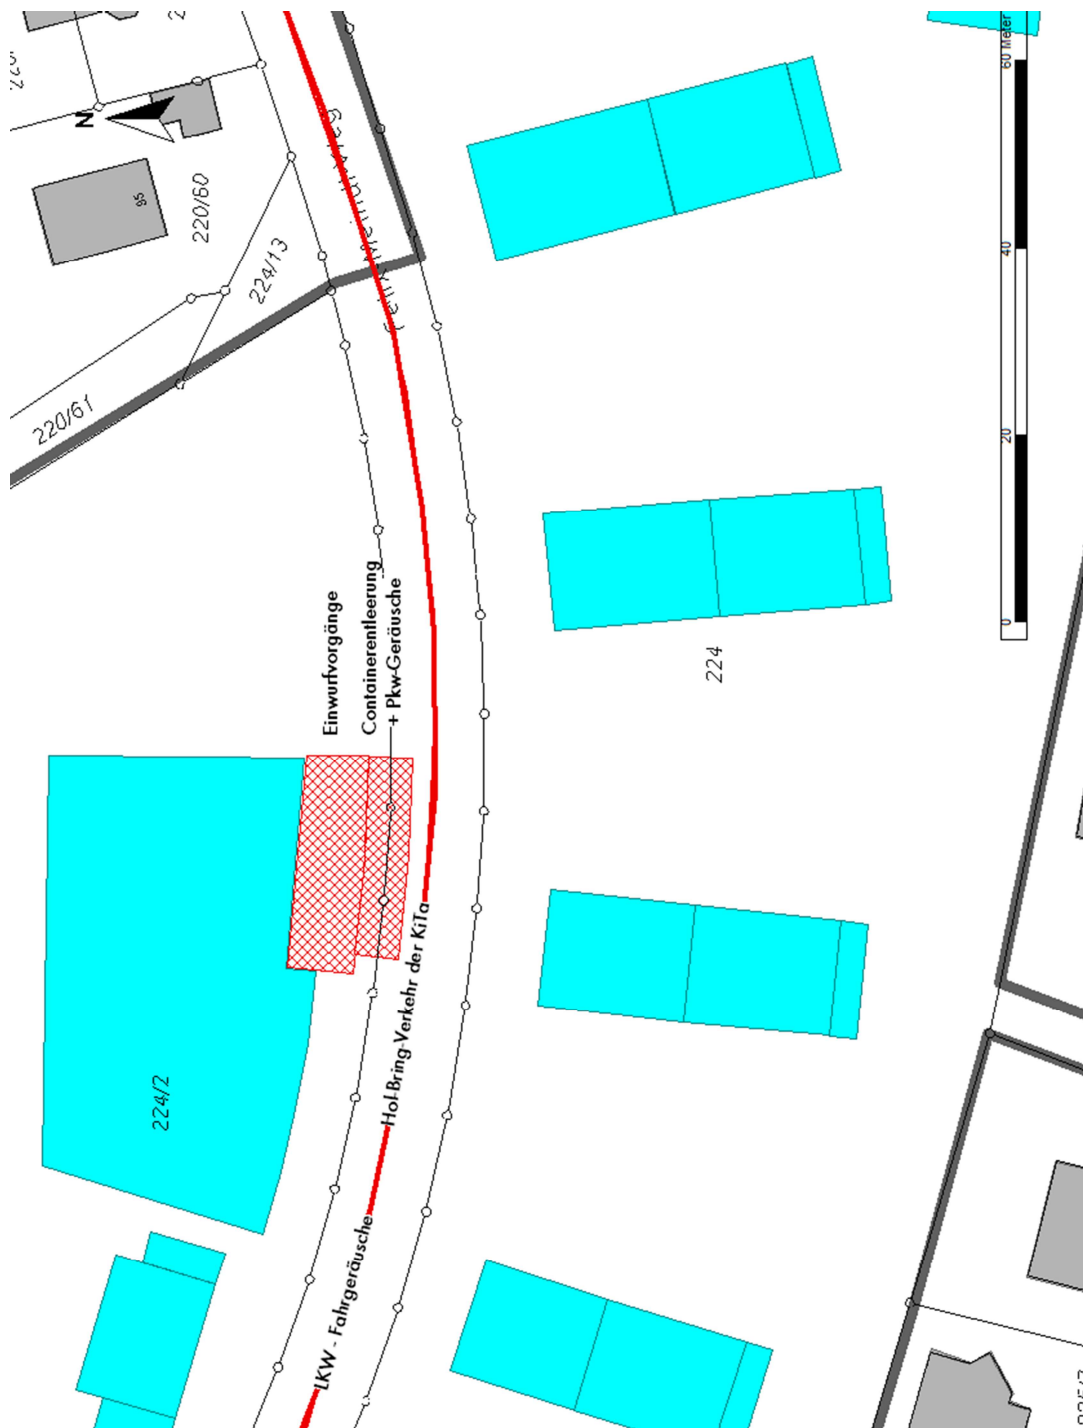 N
95
220/60
224/13
220/61
60 Meter
40
20
0
Einwurfvorgänge
Containerentleerung
+ Pkw-Geräusche
224
Hol-Bring-Verkehr der KiTa
224/2
LKW - Fahrgeräusche